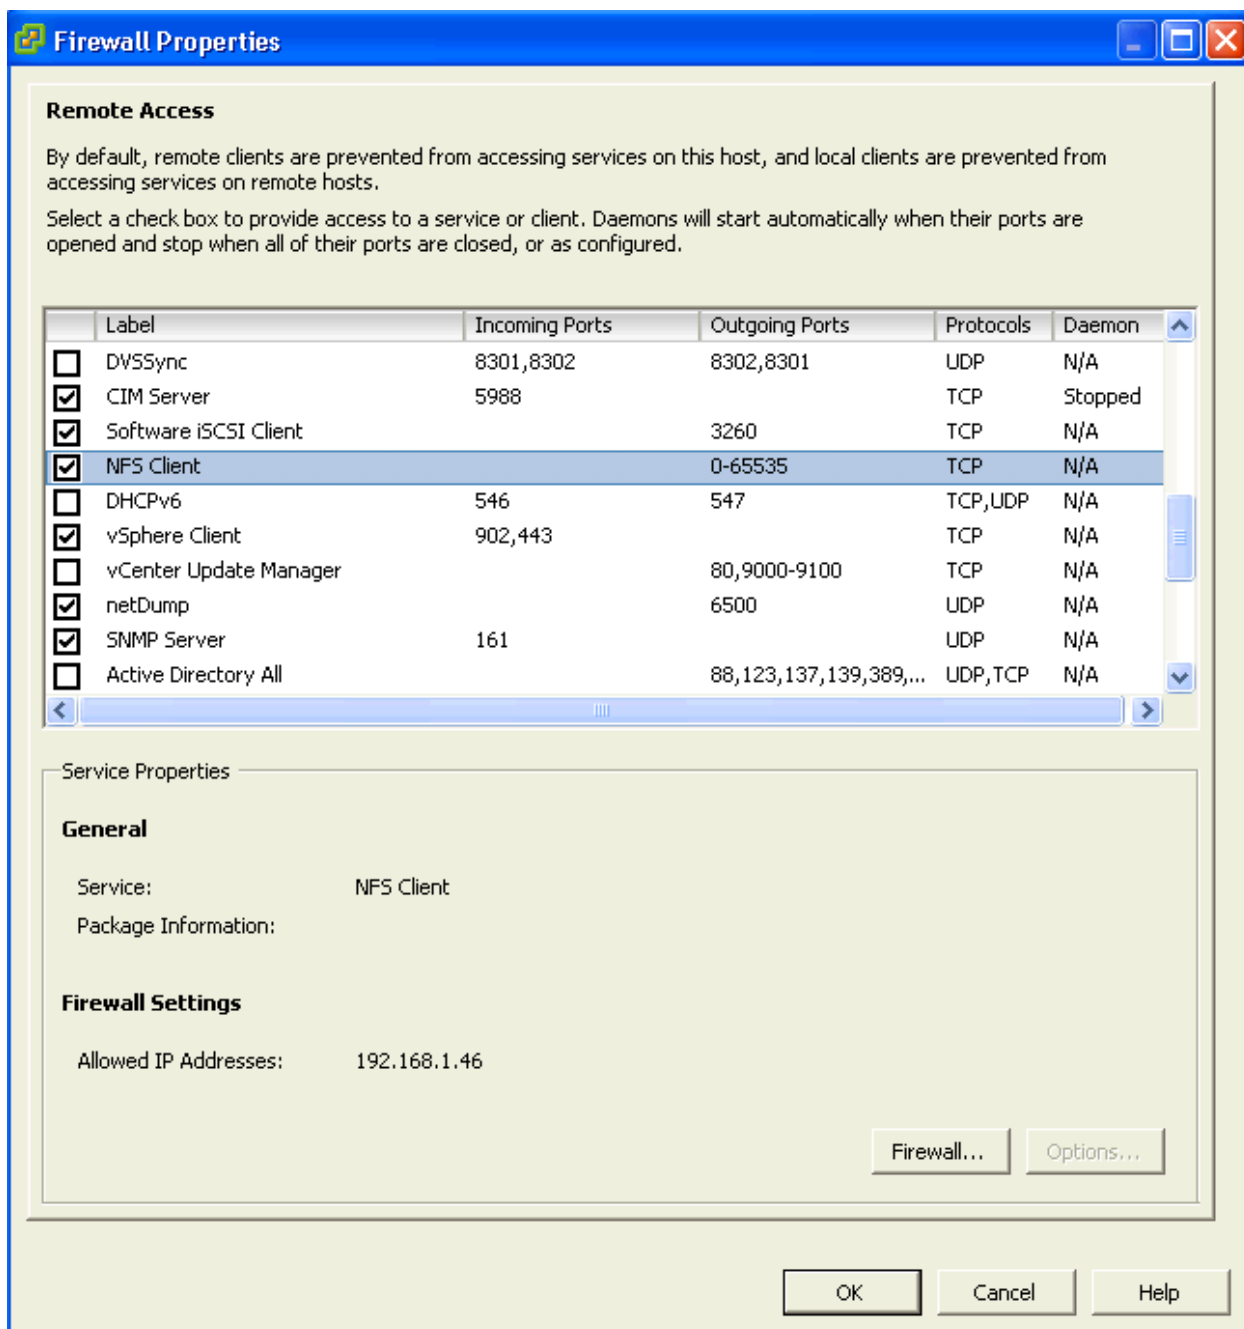 Firewall Properties
Remote Access
By default, remote clients are prevented from accessing services on this host, and local clients are prevented from
accessing services on remote hosts.
Select a check box to provide access to a service or client. Daemons will start automatically when their ports are
opened and stop when all of their ports are closed, or as configured.
Label Incoming Ports Outgoing Ports Protocols Daemon
DVSSync 8301,8302 8302,8301 UDP N/A
CIM Server 5988 TCP Stopped
Software iSCSI Client 3260 TCP N/A
NFS Client 0-65535 TCP N/A
DHCPv6 546 547 TCP,UDP N/A
vSphere Client 902,443 TCP N/A
vCenter Update Manager 80,9000-9100 TCP N/A
netDump 6500 UDP N/A
SNMP Server 161 UDP N/A
Active Directory All 88,123,137,139,389,... UDP,TCP N/A
Service Properties
General
Service: NFS Client
Package Information:
Firewall Settings
Allowed IP Addresses: 192.168.1.46
Firewall... Options...
OK Cancel Help